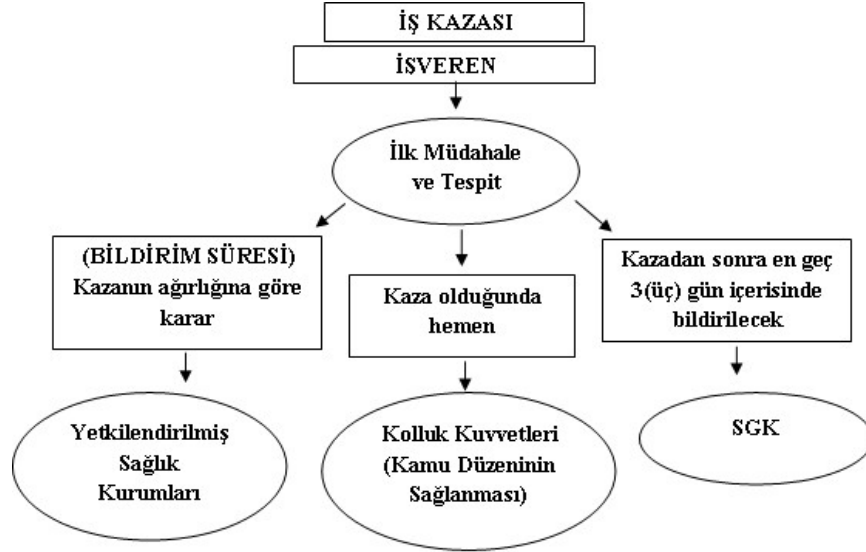 İŞ KAZASI
İSVEREN
İlk Müdahale
ve Tespit
(BİLDİRİM SÜRESİ)
Kazanın ağırlığına göre
karar
Kaza olduğunda
hemen
Kazadan sonra en geç
3(üç) gün içerisinde
bildirilecek
Yetkilendirilmiş
Sağlık
Kurumları
Kolluk Kuvvetleri
(Kamu Düzeninin
Sağlanması)
SGK